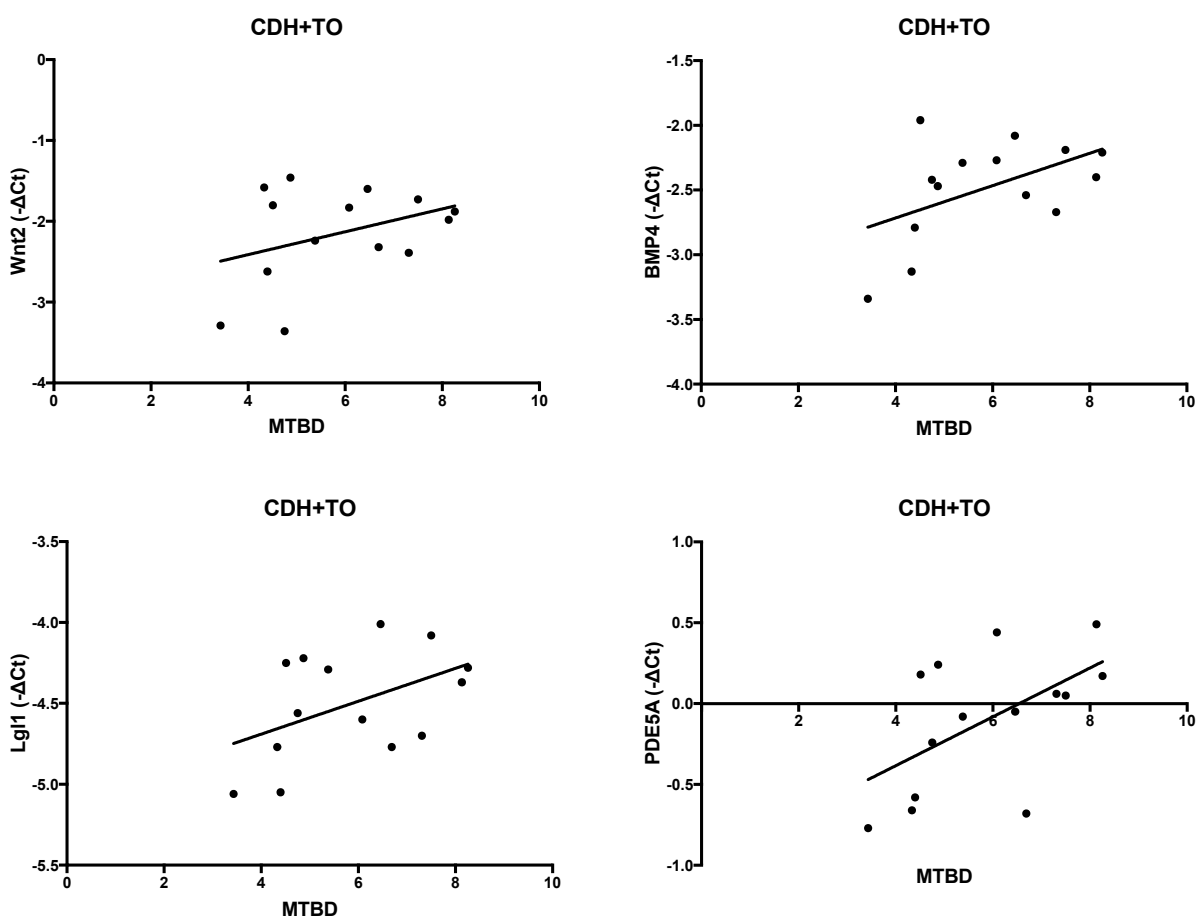 CDH+TO
0
-1
-2
-3
-4
Wnt2 (-ΔCt)
0 2 4 6 8 10
MTBD
CDH+TO
-1.5
-2.0
-2.5
-3.0
-3.5
-4.0
BMP4 (-ΔCt)
0 2 4 6 8 10
MTBD
CDH+TO
-3.5
-4.0
-4.5
-5.0
-5.5
Lgl1 (-ΔCt)
0 2 4 6 8 10
MTBD
CDH+TO
1.0
0.5
0.0
-0.5
-1.0
PDE5A (-ΔCt)
2 4 6 8 10
MTBD